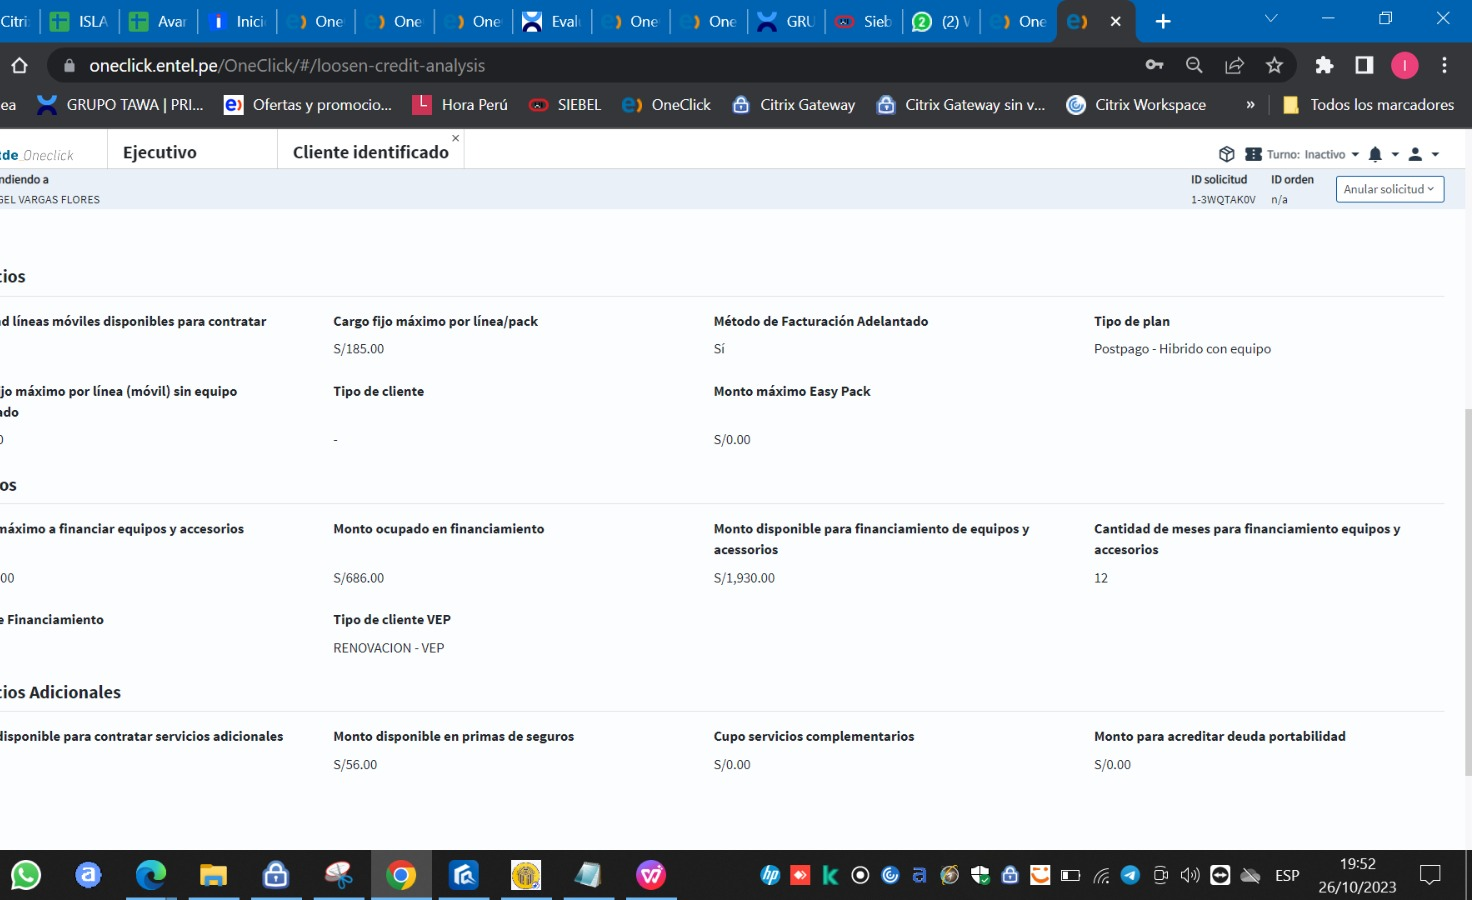 Citri
ISLA
Avar
Inici
One
One
One
Evalu
One
One
GRU
Sieb
(2) W
One
oneclick.entel.pe/OneClick/#/loosen-credit-analysis
ea
GRUPO TAWA | PRI...
Ofertas y promocio...
Hora Perú
SIEBEL
OneClick
Citrix Gateway
Citrix Gateway sin v...
Citrix Workspace
»
Todos los marcadores
tde Oneclick
Ejecutivo
Cliente identificado
Turno: Inactivo
ndiendo a
GEL VARGAS FLORES
ID solicitud
1-3WQTAK0V
ID orden
n/a
Anular solicitud
cios
d líneas móviles disponibles para contratar
Cargo fijo máximo por línea/pack
S/185.00
Método de Facturación Adelantado
Sí
Tipo de plan
Postpago - Hibrido con equipo
ijo máximo por línea (móvil) sin equipo
ado
0
Tipo de cliente
-
Monto máximo Easy Pack
S/0.00
os
máximo a financiar equipos y accesorios
00
Monto ocupado en financiamiento
S/686.00
Monto disponible para financiamiento de equipos y
acessorios
S/1,930.00
Cantidad de meses para financiamiento equipos y
accesorios
12
e Financiamiento
Tipo de cliente VEP
RENOVACION - VEP
cios Adicionales
disponible para contratar servicios adicionales
Monto disponible en primas de seguros
S/56.00
Cupo servicios complementarios
S/0.00
Monto para acreditar deuda portabilidad
S/0.00
ESP
19:52
26/10/2023